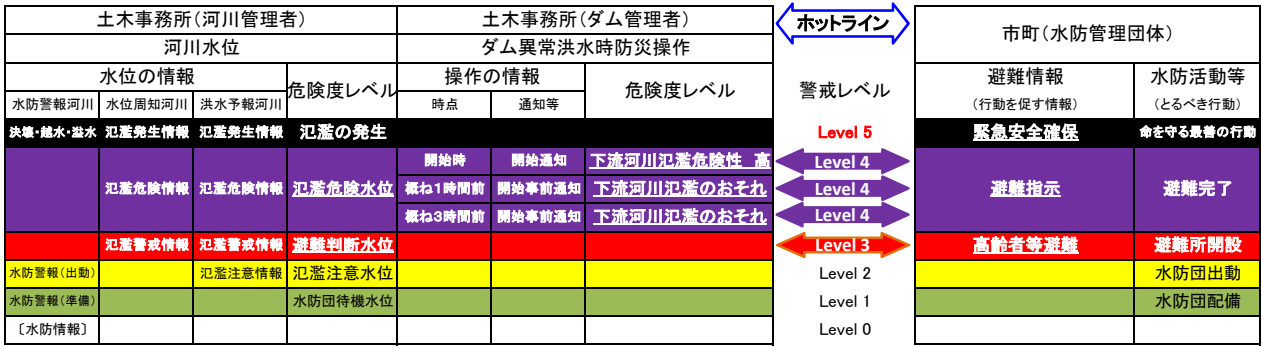 土木事務所(河川管理者) 土木事務所(ダム管理者) ホットライン 市町(水防管理団体)
河川水位 ダム異常洪水時防災操作
水位の情報 危険度レベル 操作の情報 危険度レベル 警戒レベル 避難情報 水防活動等
水防警報河川 水位周知河川 洪水予報河川 時点 通知等 (行動を促す情報) (とるべき行動)
決壊・越水・溢水 氾濫発生情報 氾濫発生情報 氾濫の発生 Level 5 緊急安全確保 命を守る最善の行動
開始時 開始通知 下流河川氾濫危険性 高 Level 4
氾濫危険情報 氾濫危険情報 氾濫危険水位 概ね1時間前 開始事前通知 下流河川氾濫のおそれ Level 4 避難指示 避難完了
概ね3時間前 開始事前通知 下流河川氾濫のおそれ Level 4
氾濫警戒情報 氾濫警戒情報 避難判断水位 Level 3 高齢者等避難 避難所開設
水防警報(出動) 氾濫注意情報 氾濫注意水位 Level 2 水防団出動
水防警報(準備) 水防団待機水位 Level 1 水防団配備
〔水防情報〕 Level 0